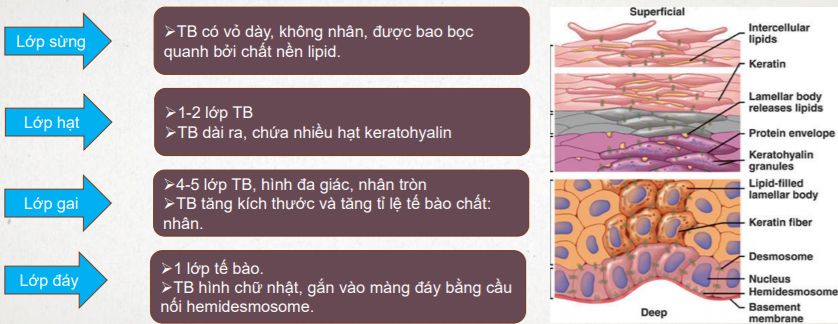 Lớp sừng
➢TB có vỏ dày, không nhân, được bao bọc
quanh bởi chất nền lipid.
Lớp hạt
➢1-2 lớp TB
➢TB dài ra, chứa nhiều hạt keratohyalin
Lớp gai
➢4-5 lớp TB, hình đa giác, nhân tròn
➢TB tăng kích thước và tăng tỉ lệ tế bào chất:
nhân.
Lớp đáy
➢1 lớp tế bào.
➢TB hình chữ nhật, gắn vào màng đáy bằng cầu
nối hemidesmosome.
Superficial
Intercellular
lipids
Keratin
Lamellar body
releases lipids
Protein envelope
Keratohyalin
granules
Lipid-filled
lamellar body
Keratin fiber
Desmosome
Nucleus
Hemidesmosome
Basement
membrane
Deep